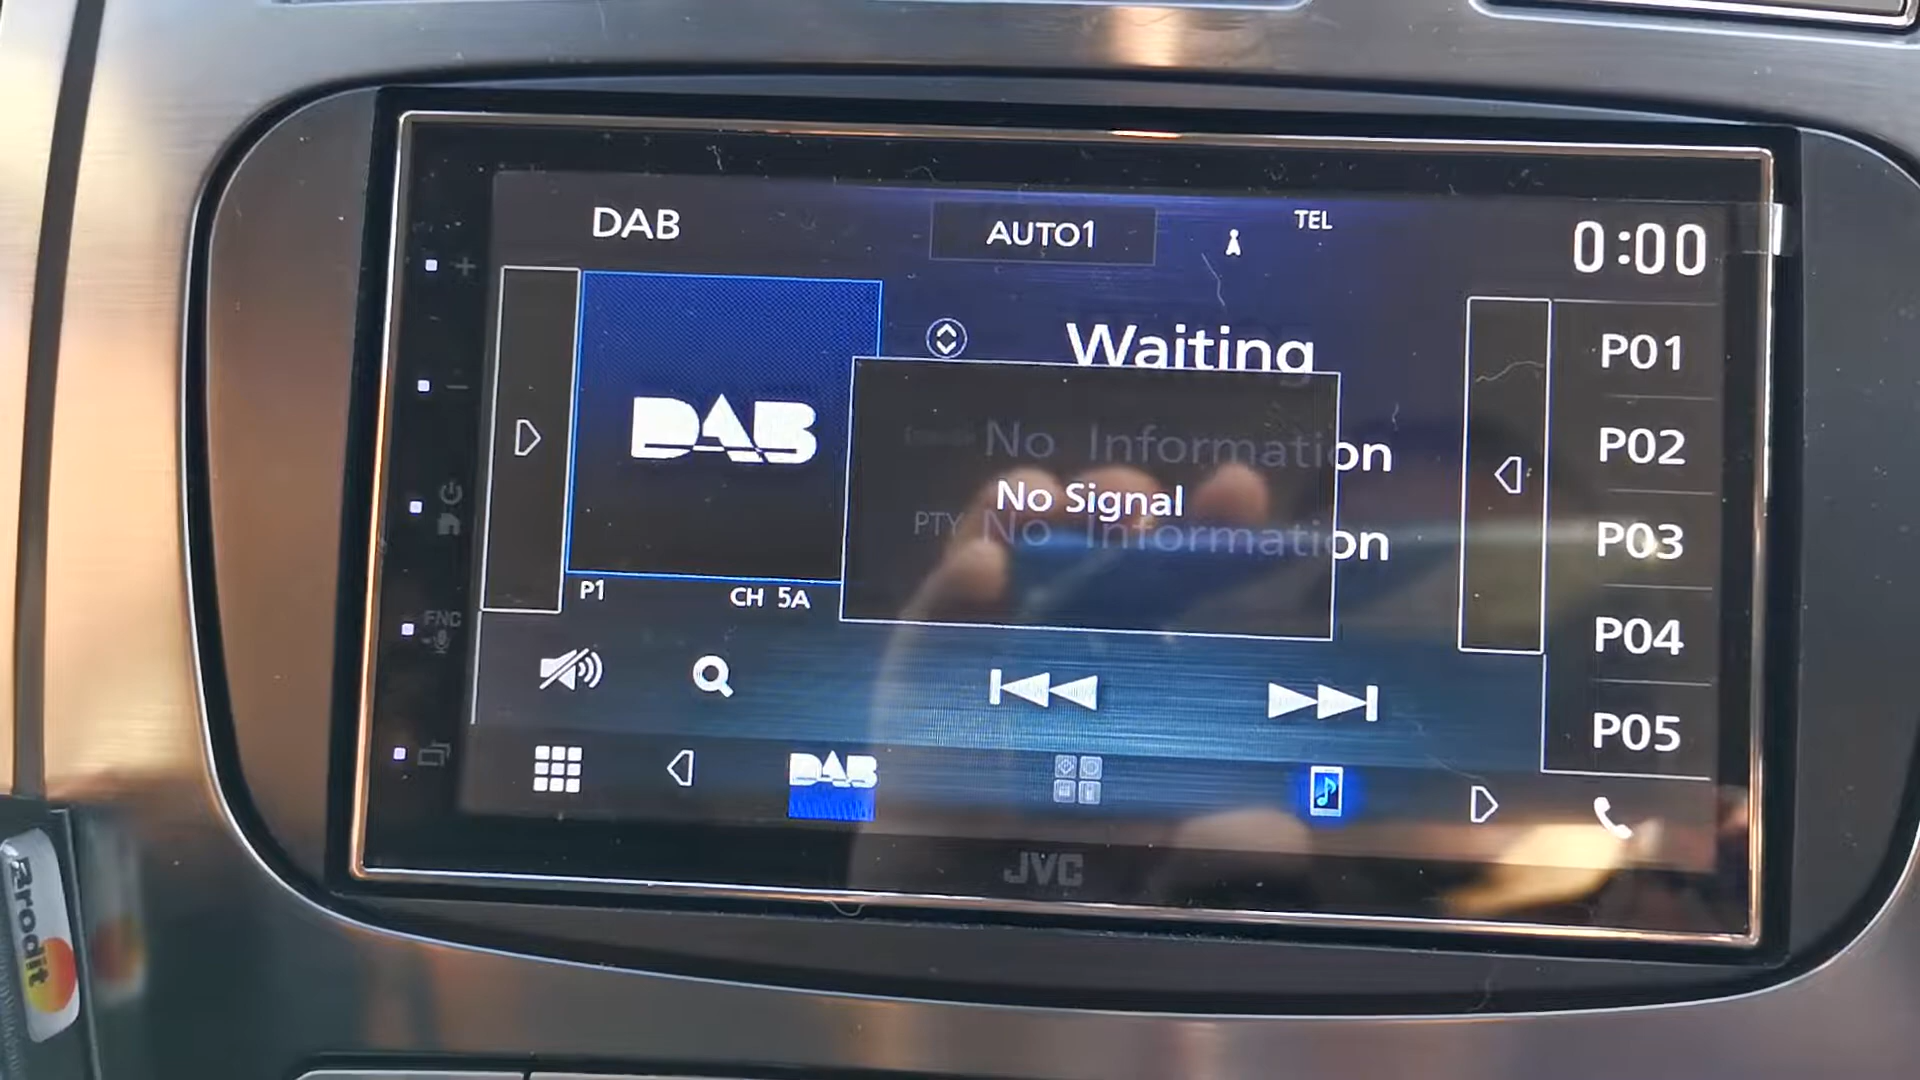 DAB
AUTO1
TEL
0:00
Waiting
DAB
No Information
No Signal
PTY No Information
P1
CH 5A
P01
P02
P03
P04
P05
FNC
DAB
JVC
Brodit